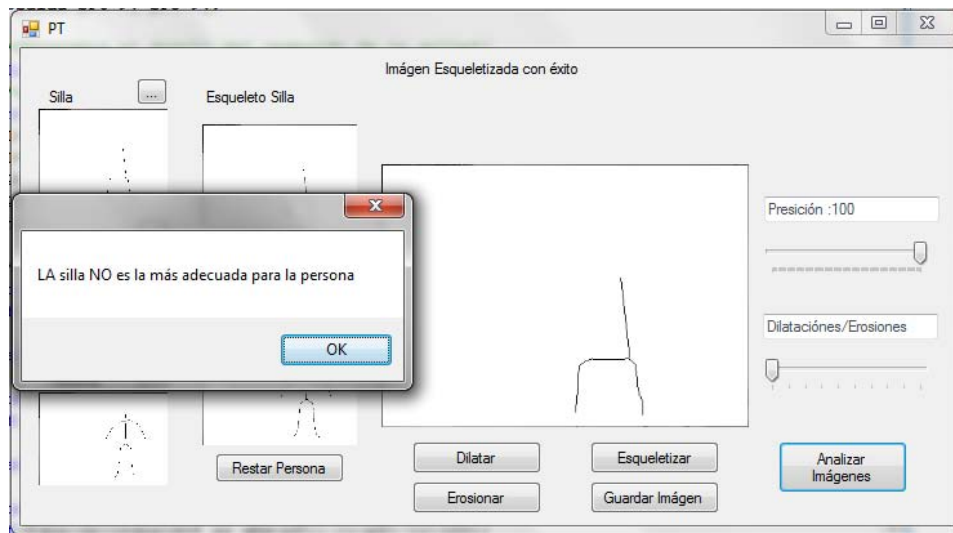 PT
Imágen Esqueletizada con éxito
Silla
...
Esqueleto Silla
Presición :100
LA silla NO es la más adecuada para la persona
OK
Dilataciónes/Erosiones
Restar Persona
Dilatar
Esqueletizar
Analizar
Imágenes
Erosionar
Guardar Imágen